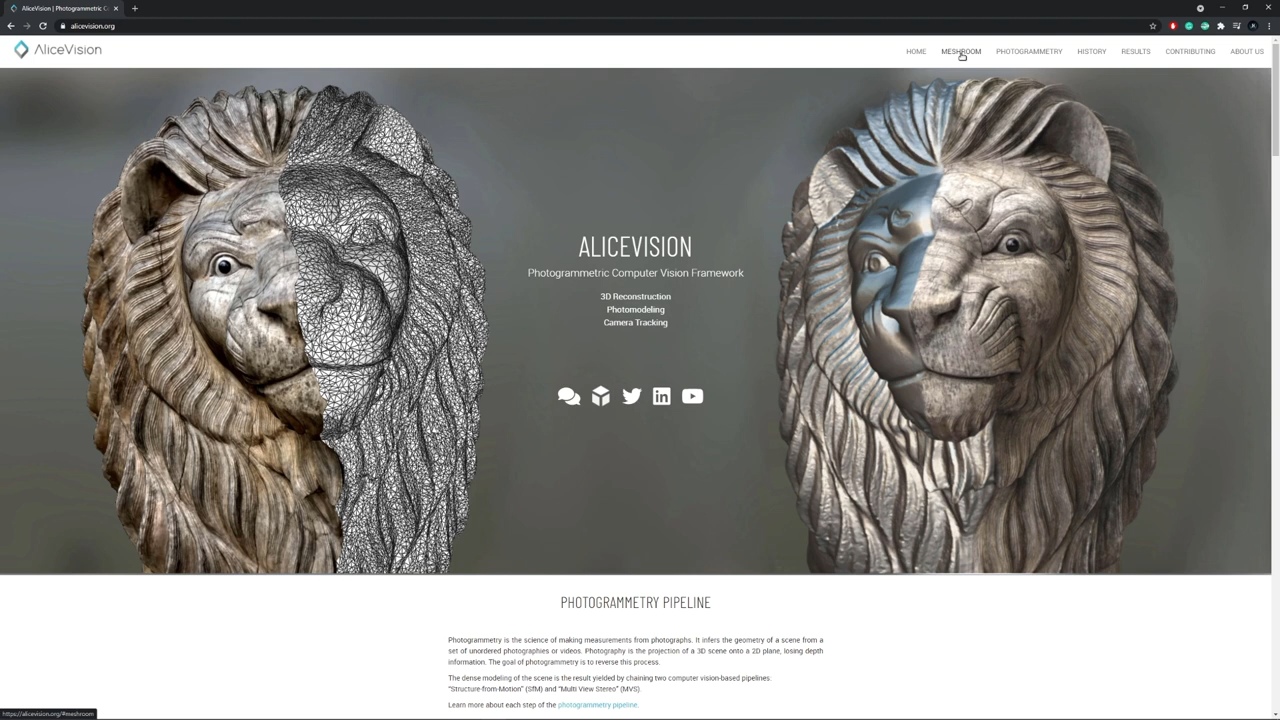 AliceVision | Photogrammetric C
alicevision.org
AliceVision
HOME
MESHROOM
PHOTOGRAMMETRY
HISTORY
RESULTS
CONTRIBUTING
ABOUT US
ALICEVISION
Photogrammetric Computer Vision Framework
3D Reconstruction
Photomodeling
Camera Tracking
PHOTOGRAMMETRY PIPELINE
Photogrammetry is the science of making measurements from photographs. It infers the geometry of a scene from a
set of unordered photographies or videos. Photography is the projection of a 3D scene onto a 2D plane, losing depth
information. The goal of photogrammetry is to reverse this process.
The dense modeling of the scene is the result yielded by chaining two computer vision-based pipelines:
"Structure-from-Motion" (SfM) and "Multi View Stereo" (MVS).
Learn more about each step of the photogrammetry pipeline.
https://alicevision.org/#meshroom